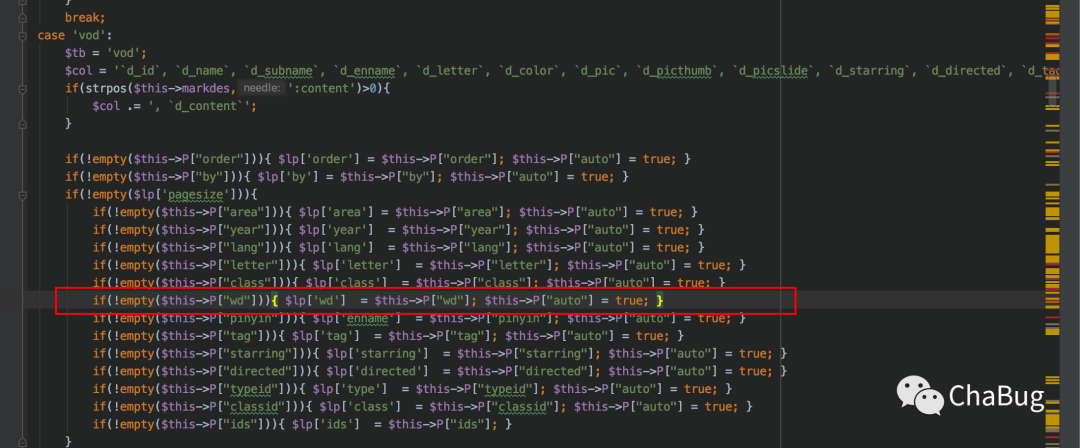 }
break;
case 'vod':
$tb = 'vod';
$col = '`d_id`, `d_name`, `d_subname`, `d_enname`, `d_letter`, `d_color`, `d_pic`, `d_picthumb`, `d_picslide`, `d_starring`, `d_directed`, `d_tag
if(strpos($this->markdes, needle: ':content')>0){
$col .= ', `d_content`';
}
if(!empty($this->P["order"])){ $lp['order'] = $this->P["order"]; $this->P["auto"] = true; }
if(!empty($this->P["by"])){ $lp['by'] = $this->P["by"]; $this->P["auto"] = true; }
if(!empty($lp['pagesize'])){
if(!empty($this->P["area"])){ $lp['area'] = $this->P["area"]; $this->P["auto"] = true; }
if(!empty($this->P["year"])){ $lp['year'] = $this->P["year"]; $this->P["auto"] = true; }
if(!empty($this->P["lang"])){ $lp['lang'] = $this->P["lang"]; $this->P["auto"] = true; }
if(!empty($this->P["letter"])){ $lp['letter'] = $this->P["letter"]; $this->P["auto"] = true; }
if(!empty($this->P["class"])){ $lp['class'] = $this->P["class"]; $this->P["auto"] = true; }
if(!empty($this->P["wd"])){ $lp['wd'] = $this->P["wd"]; $this->P["auto"] = true; }
if(!empty($this->P["pinyin"])){ $lp['enname'] = $this->P["pinyin"]; $this->P["auto"] = true; }
if(!empty($this->P["tag"])){ $lp['tag'] = $this->P["tag"]; $this->P["auto"] = true; }
if(!empty($this->P["starring"])){ $lp['starring'] = $this->P["starring"]; $this->P["auto"] = true; }
if(!empty($this->P["directed"])){ $lp['directed'] = $this->P["directed"]; $this->P["auto"] = true; }
if(!empty($this->P["typeid"])){ $lp['type'] = $this->P["typeid"]; $this->P["auto"] = true; }
if(!empty($this->P["classid"])){ $lp['class'] = $this->P["classid"]; $this->P["auto"] = true; }
if(!empty($this->P["ids"])){ $lp['ids'] = $this->P["ids"]; }
}
ChaBug